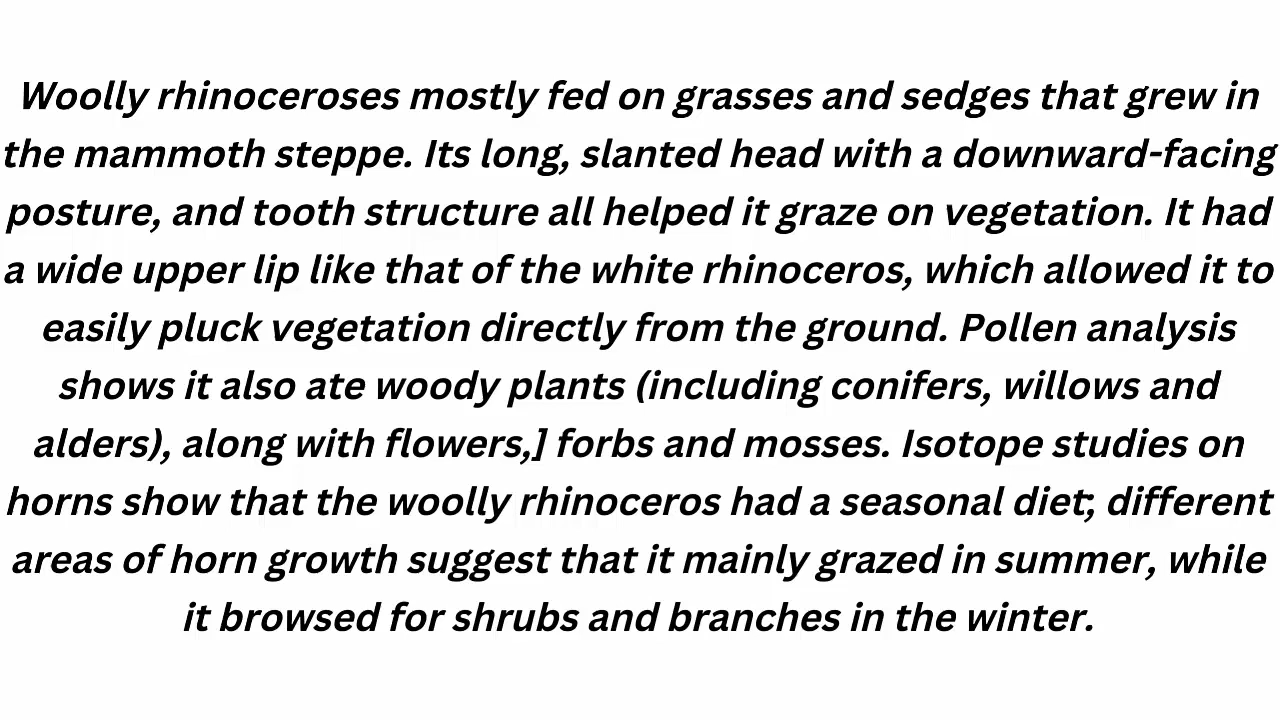 Woolly rhinoceroses mostly fed on grasses and sedges that grew in
the mammoth steppe. Its long, slanted head with a downward-facing
posture, and tooth structure all helped it graze on vegetation. It had
a wide upper lip like that of the white rhinoceros, which allowed it to
easily pluck vegetation directly from the ground. Pollen analysis
shows it also ate woody plants (including conifers, willows and
alders), along with flowers,] forbs and mosses. Isotope studies on
horns show that the woolly rhinoceros had a seasonal diet; different
areas of horn growth suggest that it mainly grazed in summer, while
it browsed for shrubs and branches in the winter.